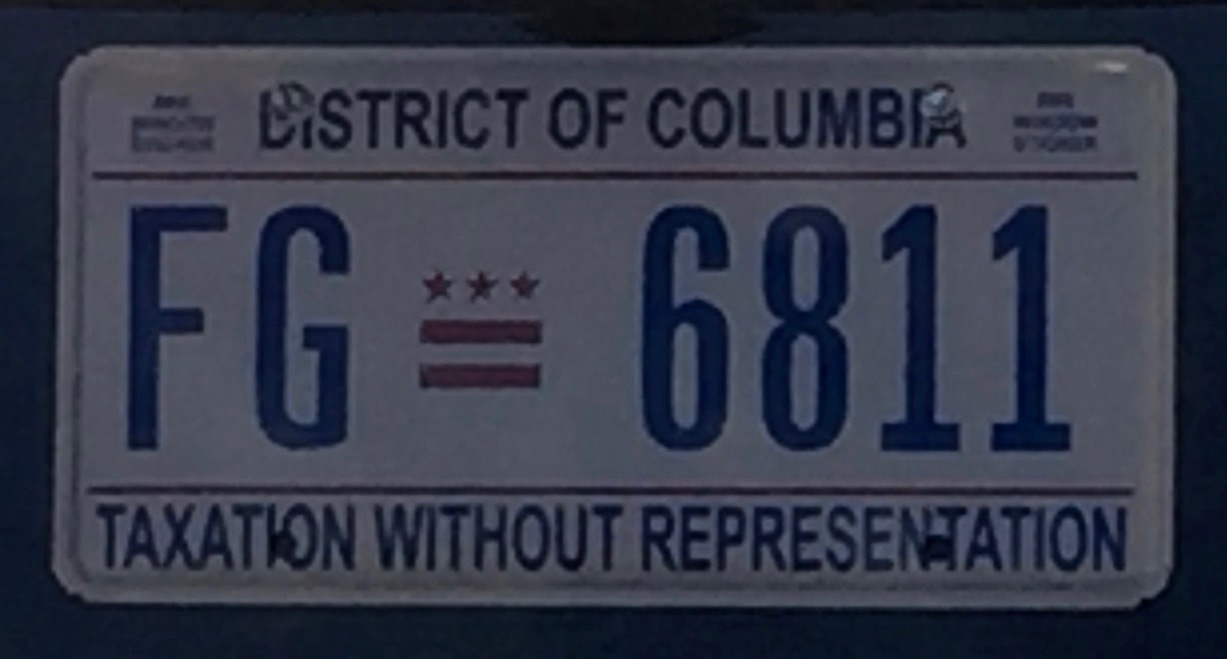 DISTRICT OF COLUMBIA
FG 6811
TAXATION WITHOUT REPRESENTATION